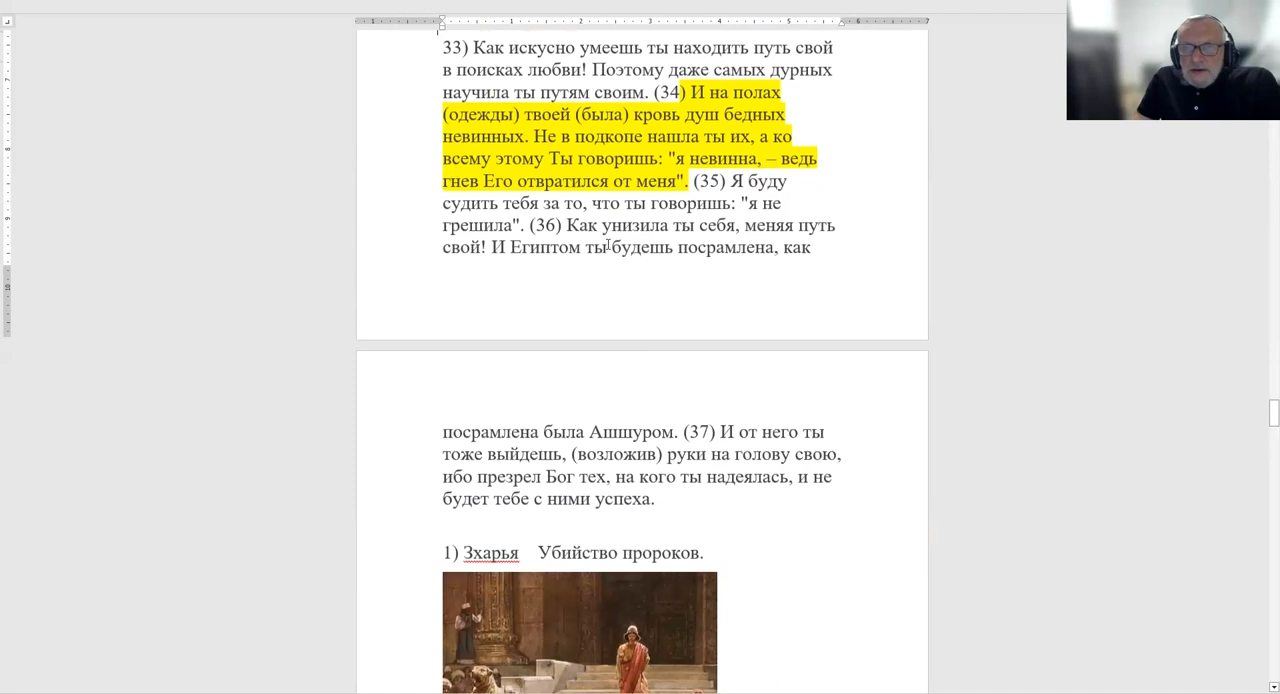 33) Как искусно умеешь ты находить путь свой
в поисках любви! Поэтому даже самых дурных
научила ты путям своим. (34) И на полах
(одежды) твоей (была) кровь душ бедных
невинных. Не в подкопе нашла ты их, а ко
всему этому Ты говоришь: "я невинна, – ведь
гнев Его отвратился от меня". (35) Я буду
судить тебя за то, что ты говоришь: "я не
грешила". (36) Как унизила ты себя, меняя путь
свой! И Египтом ты будешь посрамлена, как
посрамлена была Ашшуром. (37) И от него ты
тоже выйдешь, (возложив) руки на голову свою,
ибо презрел Бог тех, на кого ты надеялась, и не
будет тебе с ними успеха.
1) Зхарья Убийство пророков.